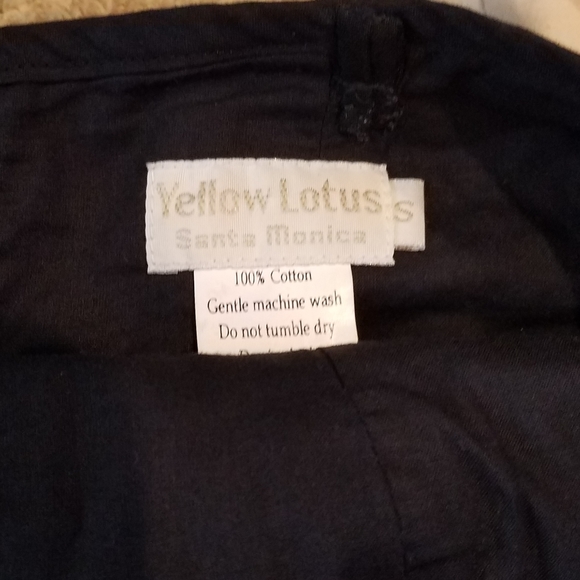 Yellow Lotus
S
Santa Monica
100% Cotton
Gentle machine wash
Do not tumble dry